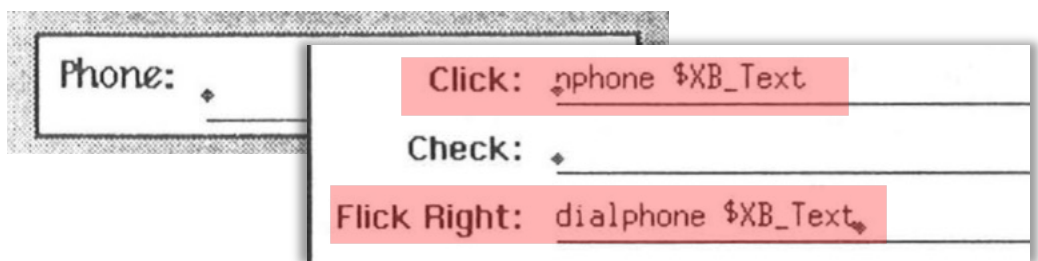 Phone:
Click: nphone $XB_Text
Check:
Flick Right: dialphone $XB_Text